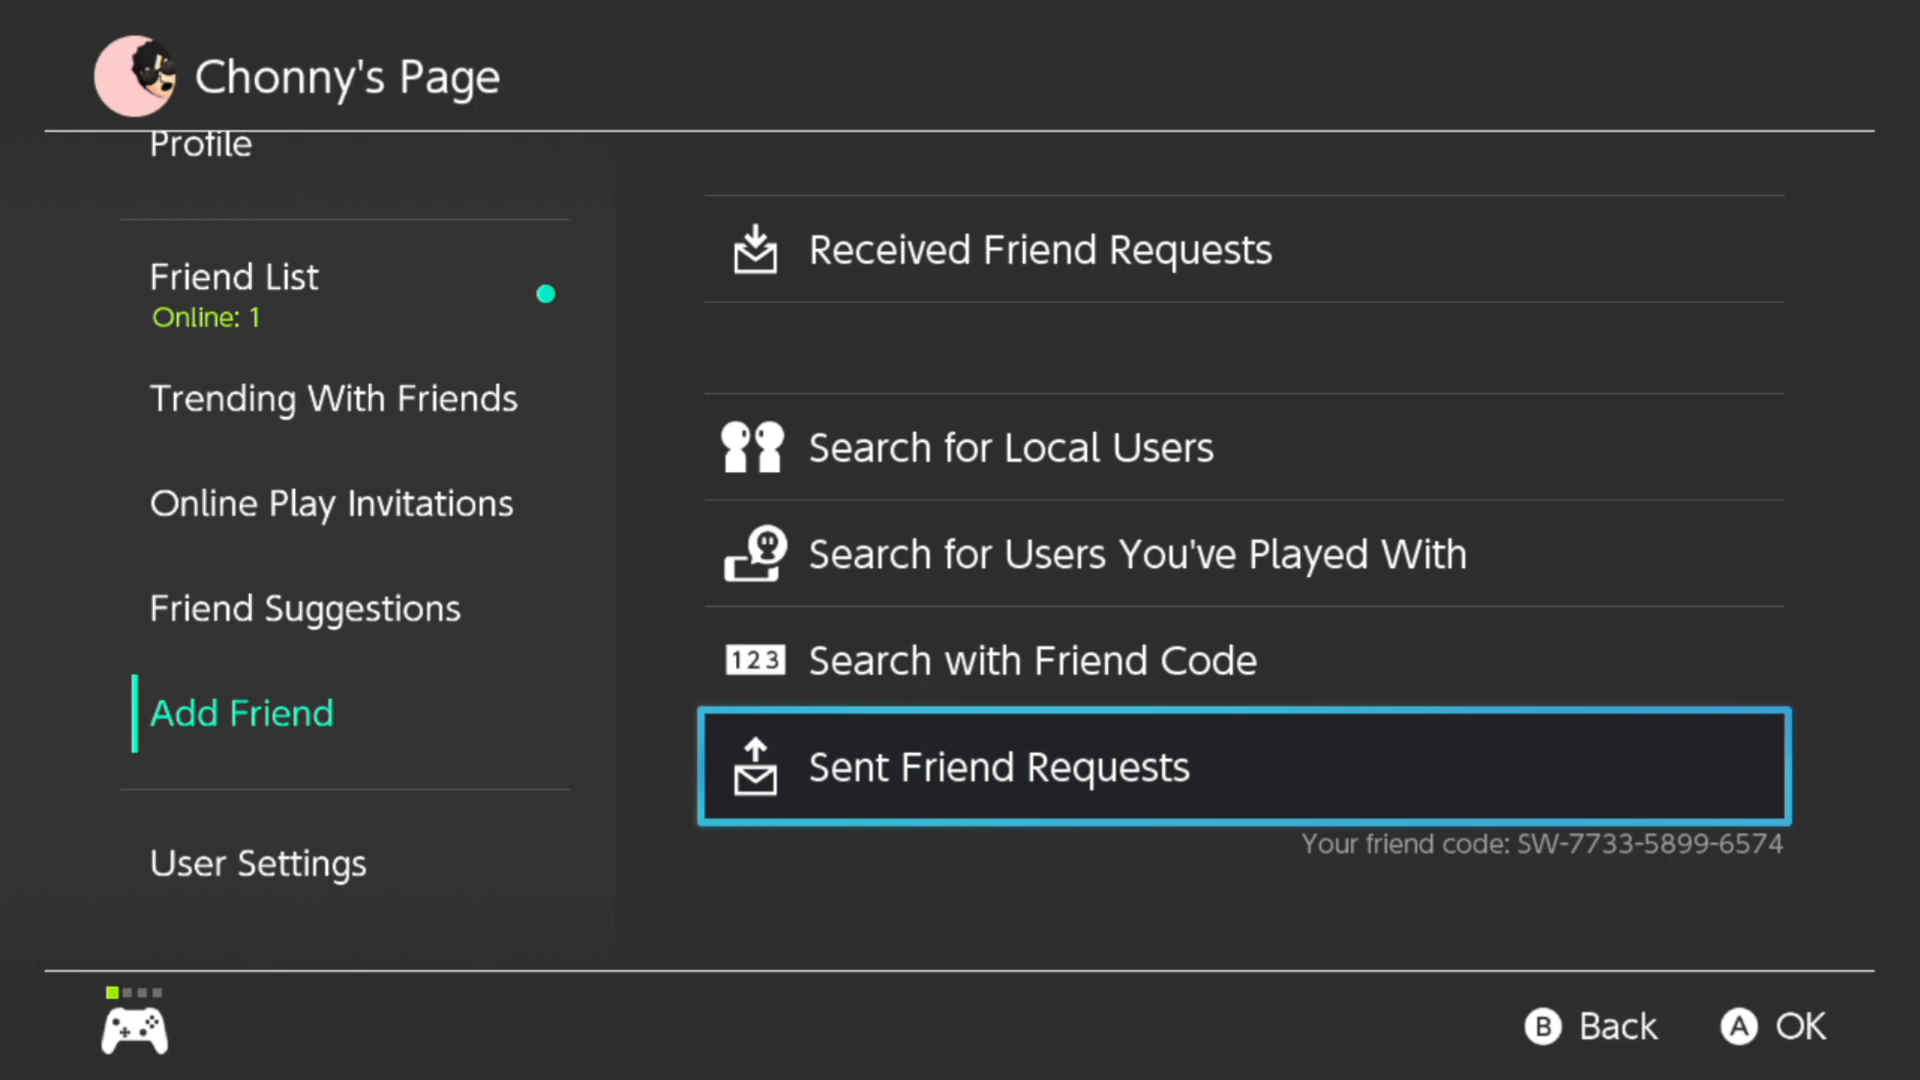 Chonny's Page
Profile
Friend List
Online: 1
Trending With Friends
Online Play Invitations
Friend Suggestions
Add Friend
User Settings
Received Friend Requests
Search for Local Users
Search for Users You've Played With
123 Search with Friend Code
Sent Friend Requests
Your friend code: SW-7733-5899-6574
B Back A OK